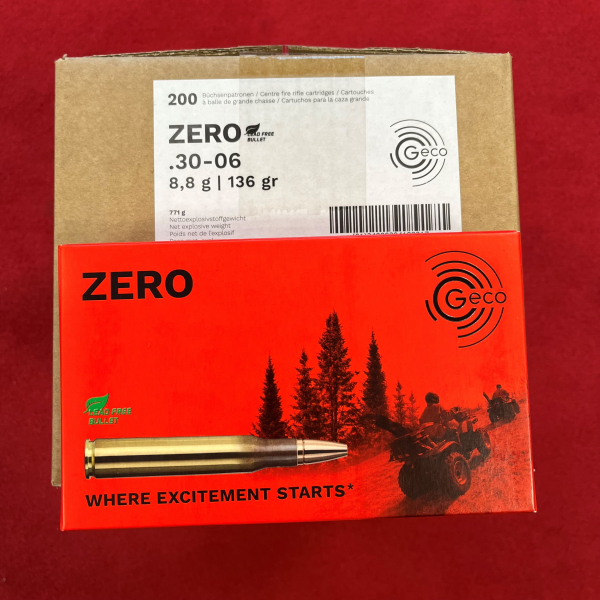 200 Büchsenpatronen / Centre fire rifle cartridges / Cartouches
à balle de grande chasse / Cartuchos para la caza grande
ZERO LEAD FREE
BULLET
.30-06
8,8 g | 136 gr
Geco
771 g
Nettoexplosivstoffgewicht
Net explosive weight
Poids net de l'explosif
ZERO
Geco
LEAD FREE
BULLET
WHERE EXCITEMENT STARTS*